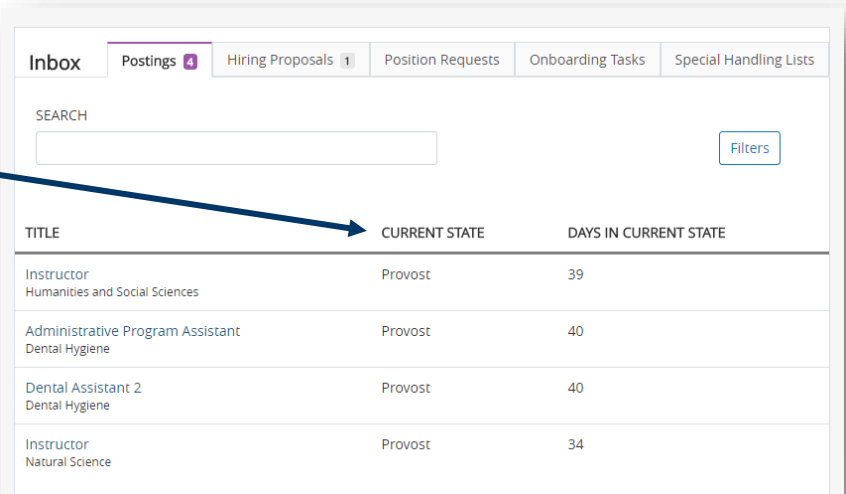 Inbox Postings 4 Hiring Proposals 1 Position Requests Onboarding Tasks Special Handling Lists
SEARCH
Filters
TITLE CURRENT STATE DAYS IN CURRENT STATE
Instructor Provost 39
Humanities and Social Sciences
Administrative Program Assistant Provost 40
Dental Hygiene
Dental Assistant 2 Provost 40
Dental Hygiene
Instructor Provost 34
Natural Science